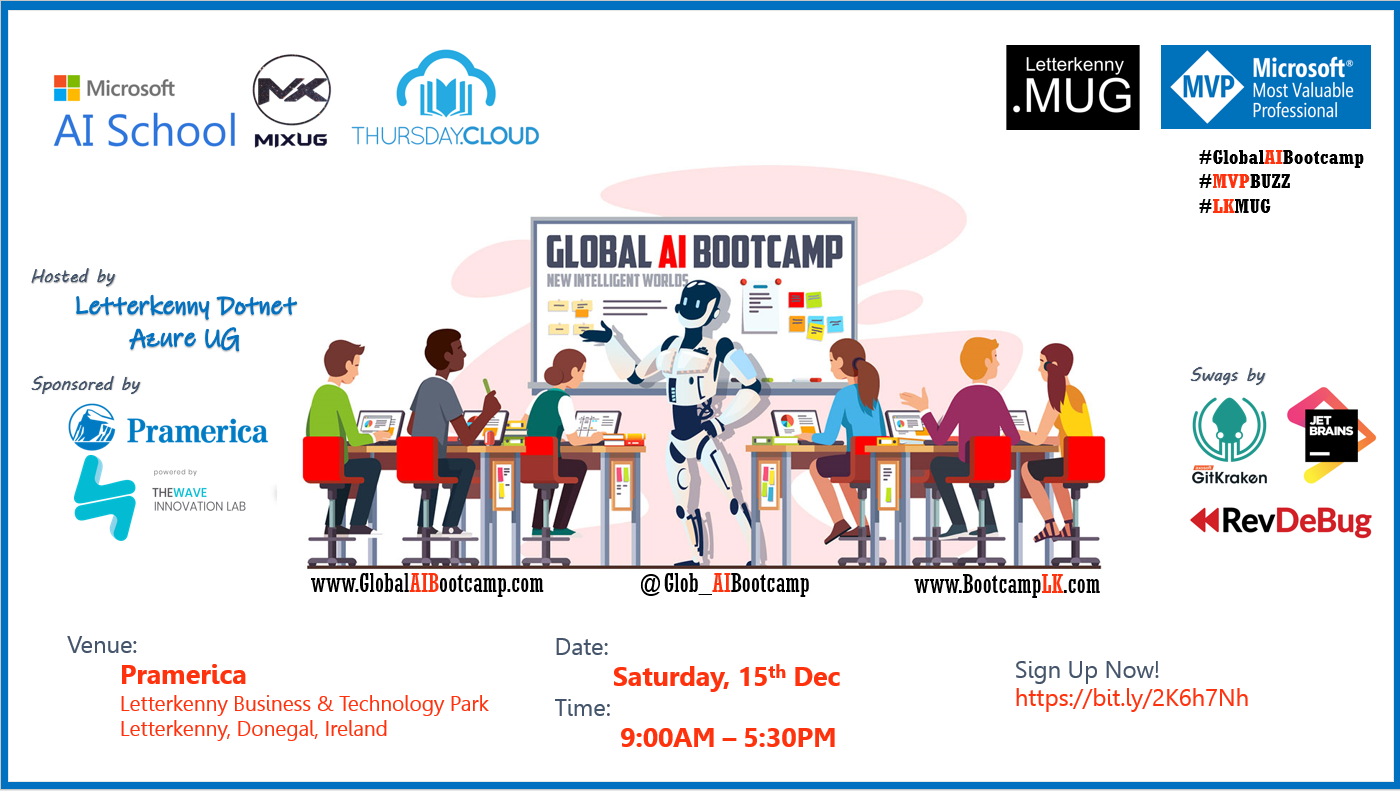 Microsoft
AI School
MIXUG
THURSDAY.CLOUD
Letterkenny
.MUG
MVP
Microsoft®
Most Valuable
Professional
#GlobalAIBootcamp
#MVPBUZZ
#LKMUG
GLOBAL AI BOOTCAMP
NEW INTELLIGENT WORLDS
Hosted by
Letterkenny Dotnet
Azure UG
Sponsored by
Pramerica
powered by
THEWAVE
INNOVATION LAB
Swags by
GitKraken
JET
BRAINS
RevDeBug
www.GlobalAIBootcamp.com
@Glob_AIBootcamp
www.BootcampLK.com
Venue:
Pramerica
Letterkenny Business & Technology Park
Letterkenny, Donegal, Ireland
Date:
Saturday, 15th Dec
Time:
9:00AM – 5:30PM
Sign Up Now!
https://bit.ly/2K6h7Nh